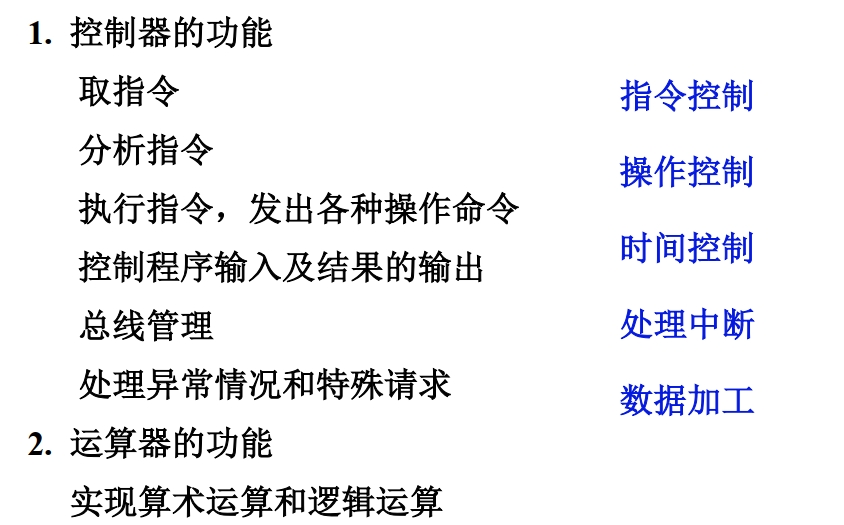 1. 控制器的功能
取指令
分析指令
执行指令，发出各种操作命令
控制程序输入及结果的输出
总线管理
处理异常情况和特殊请求
2. 运算器的功能
实现算术运算和逻辑运算
指令控制
操作控制
时间控制
处理中断
数据加工